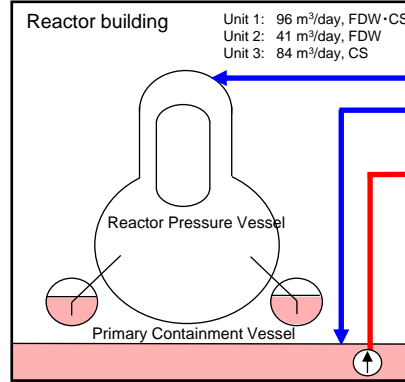 Reactor building
Unit 1: 96 m³/day, FDW・CS
Unit 2: 41 m³/day, FDW
Unit 3: 84 m³/day, CS
Reactor Pressure Vessel
Primary Containment Vessel